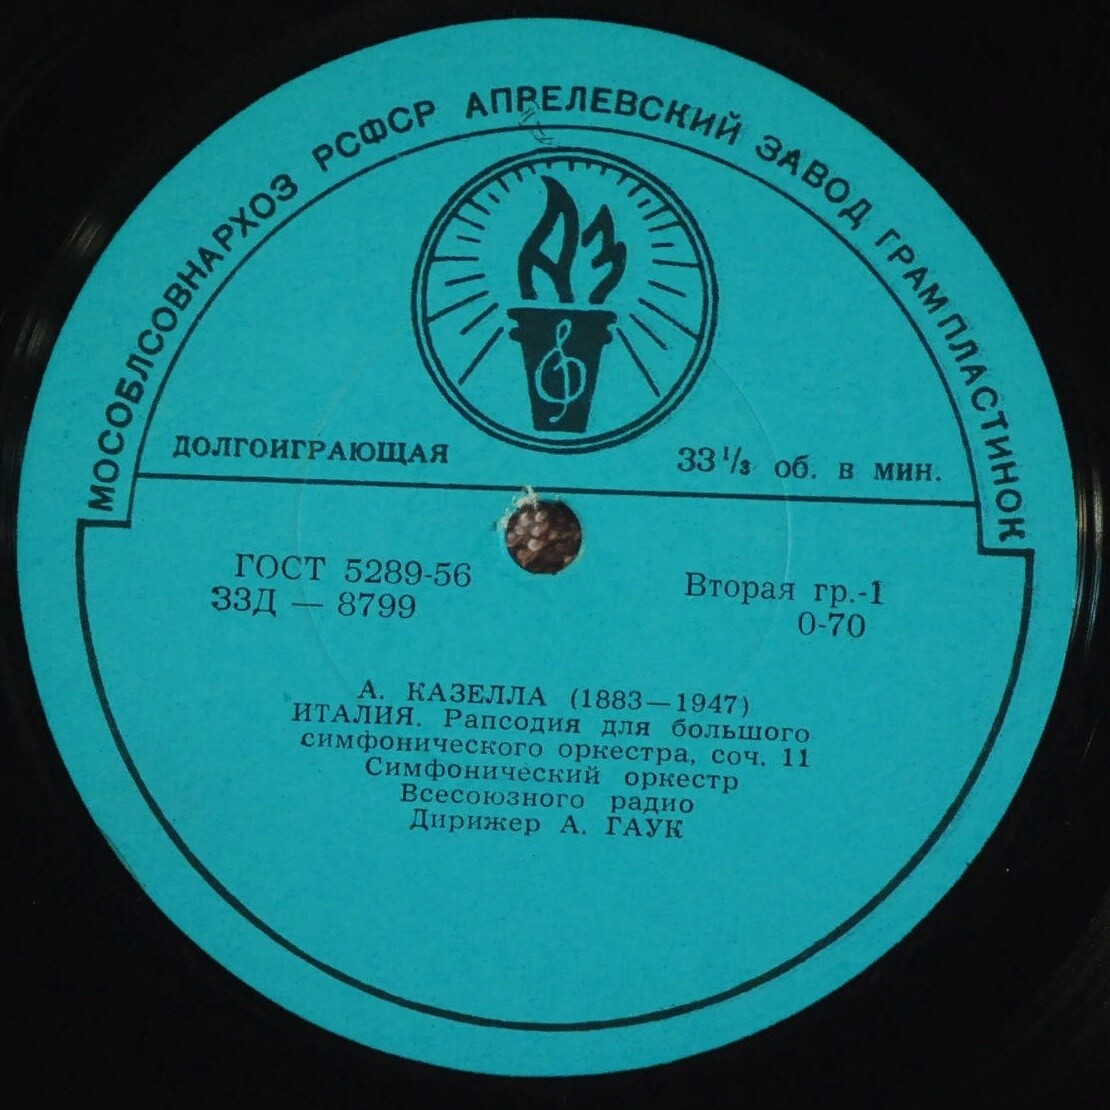 МОСОБЛСОВНАРХОЗ РСФСР АПРЕЛЕВСКИЙ ЗАВОД ГРАМПЛАСТИНОК
АЗ
ДОЛГОИГРАЮЩАЯ 33 1/3 об. в мин.
ГОСТ 5289-56 Вторая гр.-1
33Д — 8799 0-70
А. КАЗЕЛЛА (1883—1947)
ИТАЛИЯ. Рапсодия для большого
симфонического оркестра, соч. 11
Симфонический оркестр
Всесоюзного радио
Дирижер А. ГАУК